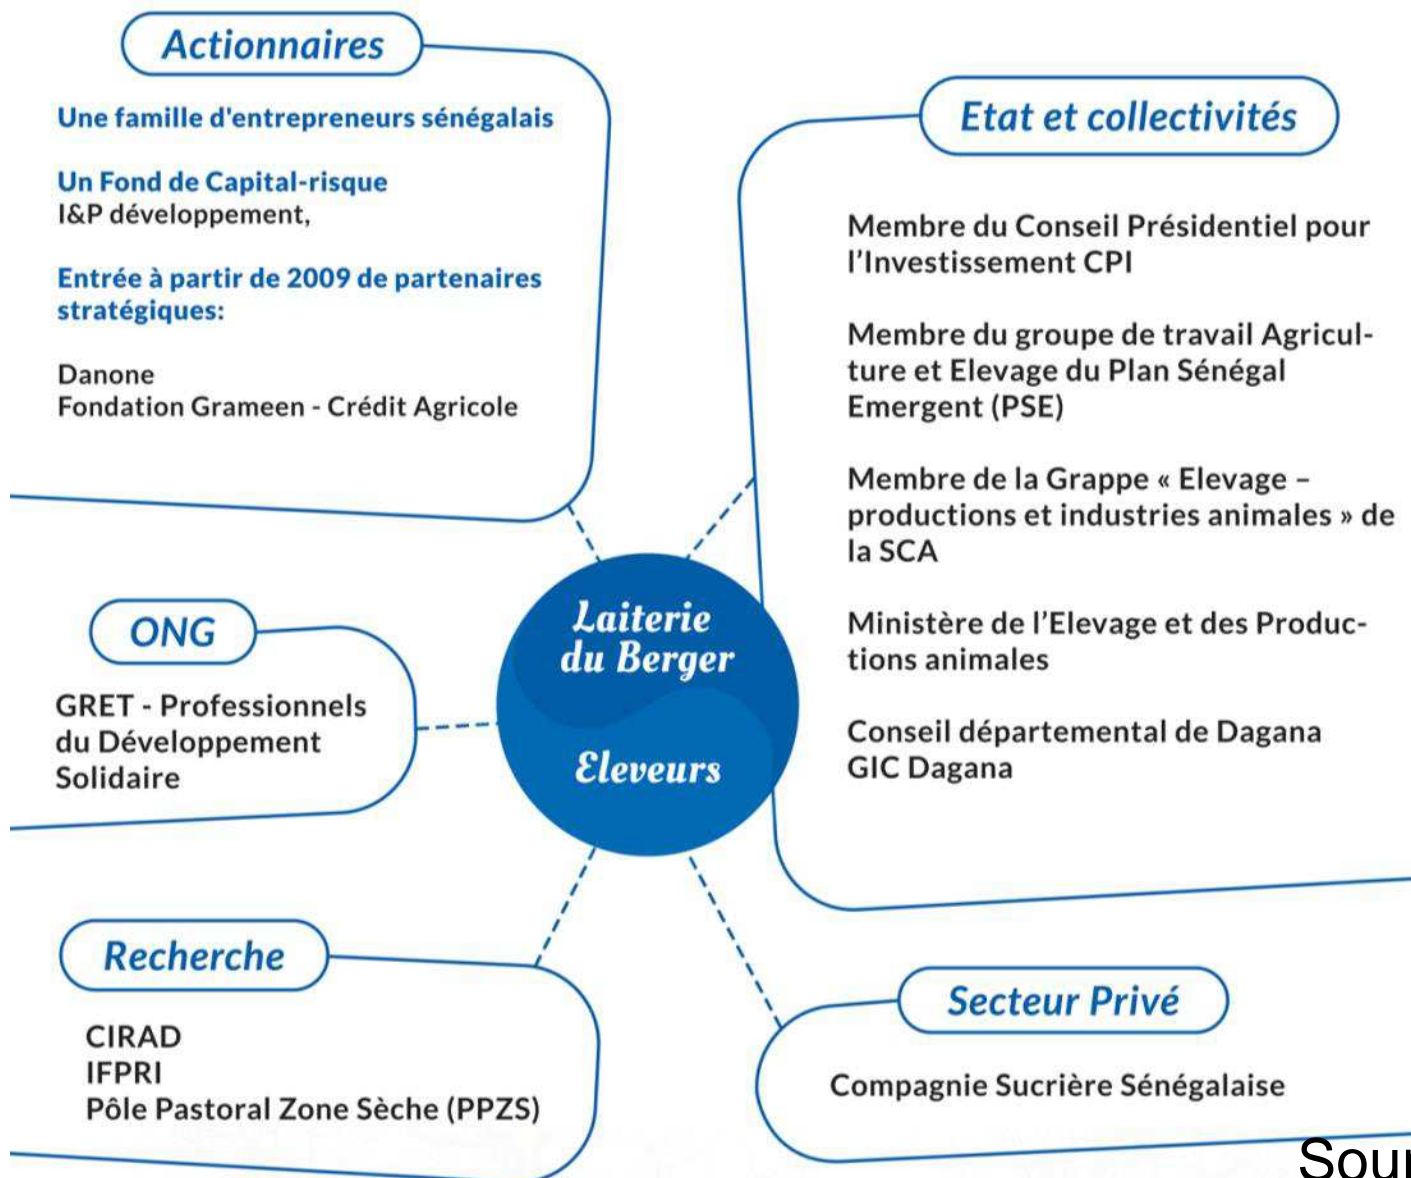 Actionnaires
Une famille d'entrepreneurs sénégalais
Un Fond de Capital-risque
I&P développement,
Entrée à partir de 2009 de partenaires
stratégiques:
Danone
Fondation Grameen - Crédit Agricole
Etat et collectivités
Membre du Conseil Présidentiel pour
l'Investissement CPI
Membre du groupe de travail Agricul-
ture et Elevage du Plan Sénégal
Emergent (PSE)
Membre de la Grappe « Elevage –
productions et industries animales » de
la SCA
Ministère de l'Elevage et des Produc-
tions animales
Conseil départemental de Dagana
GIC Dagana
Laiterie
du Berger
Eleveurs
ONG
GRET - Professionnels
du Développement
Solidaire
Recherche
CIRAD
IFPRI
Pôle Pastoral Zone Sèche (PPZS)
Secteur Privé
Compagnie Sucrière Sénégalaise